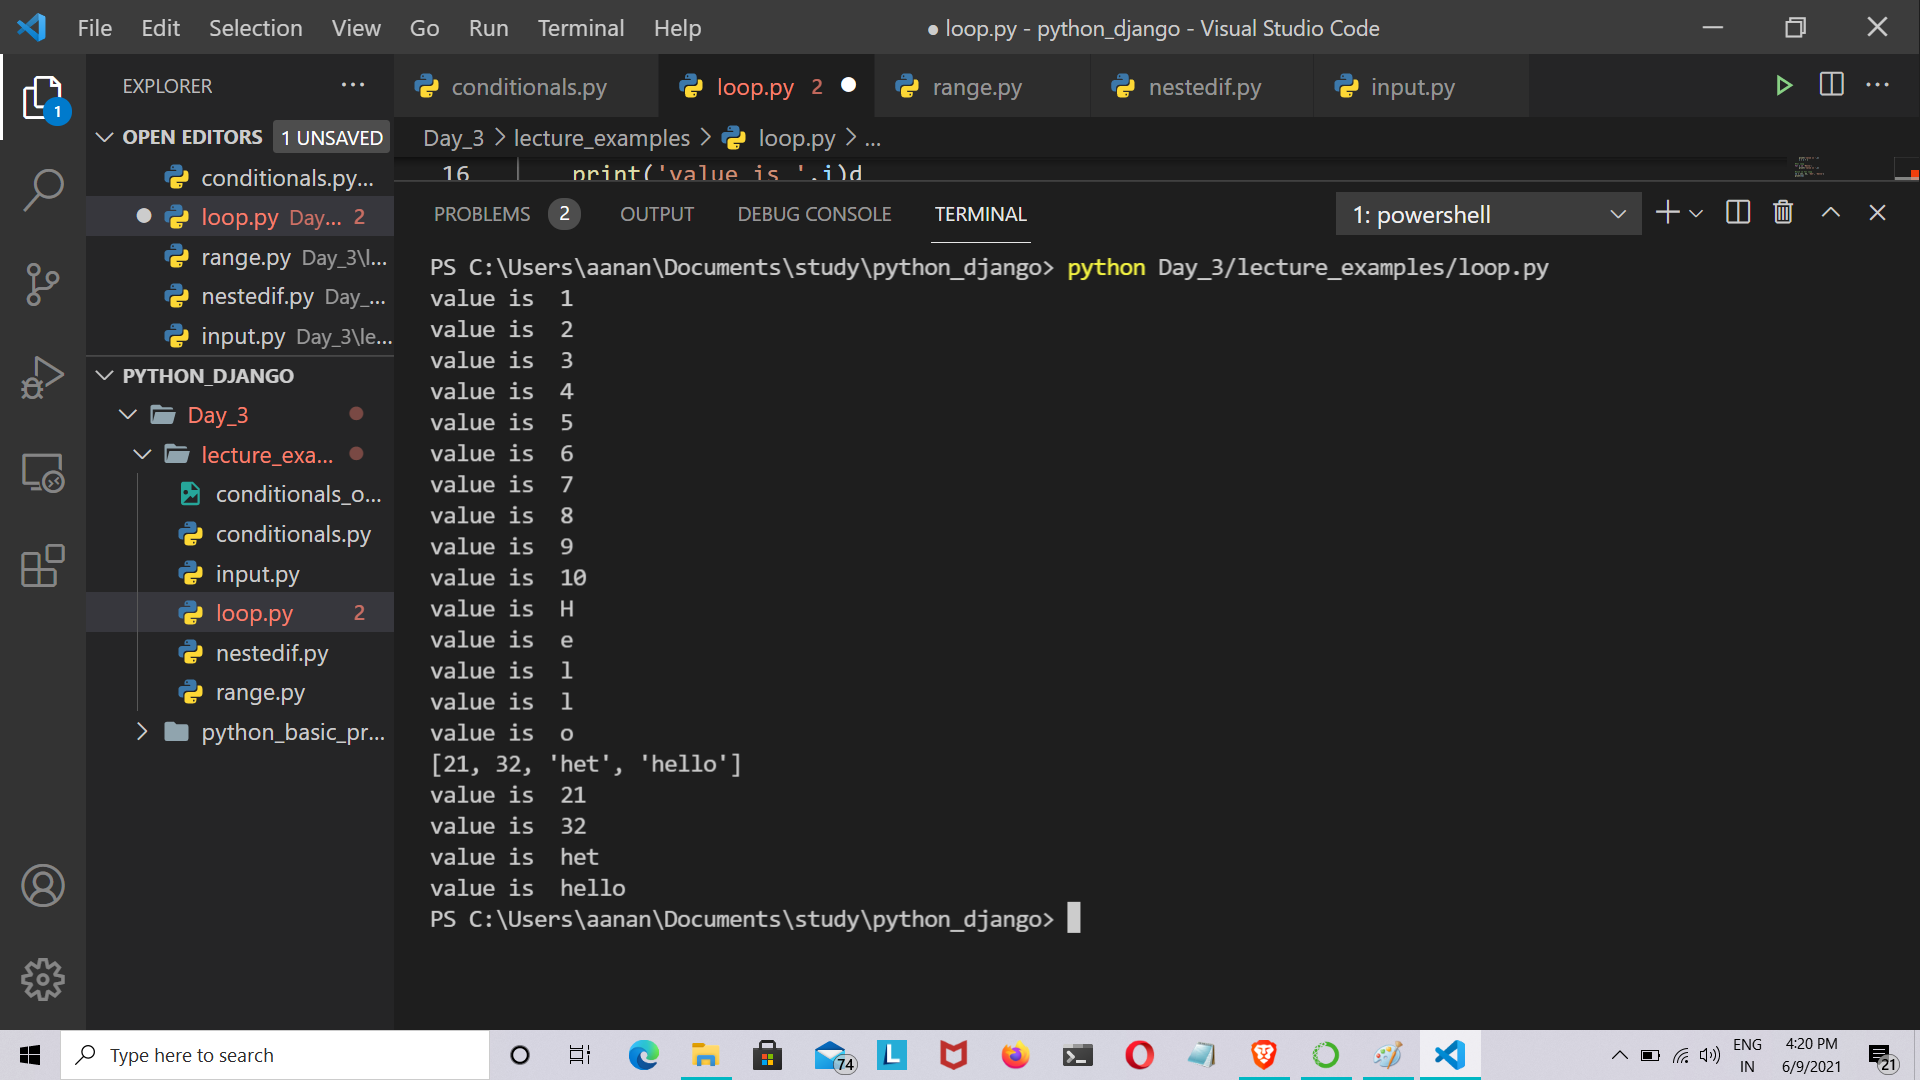 File Edit Selection View Go Run Terminal Help ● loop.py - python_django - Visual Studio Code
EXPLORER ...
conditionals.py loop.py 2 range.py nestedif.py input.py ...
1
OPEN EDITORS 1 UNSAVED
conditionals.py...
loop.py Day... 2
range.py Day_3\l...
nestedif.py Day_...
input.py Day_3\le...
PYTHON_DJANGO
Day_3
lecture_exa...
conditionals_o...
conditionals.py
input.py
loop.py 2
nestedif.py
range.py
python_basic_pr...
Day_3 > lecture_examples > loop.py > ...
16 print('value is ',i)d
PROBLEMS 2 OUTPUT DEBUG CONSOLE TERMINAL 1: powershell
PS C:\Users\aanan\Documents\study\python_django> python Day_3/lecture_examples/loop.py
value is  1
value is  2
value is  3
value is  4
value is  5
value is  6
value is  7
value is  8
value is  9
value is  10
value is  H
value is  e
value is  l
value is  l
value is  o
[21, 32, 'het', 'hello']
value is  21
value is  32
value is  het
value is  hello
PS C:\Users\aanan\Documents\study\python_django>
Type here to search
74
L
ENG
IN
4:20 PM
6/9/2021
21